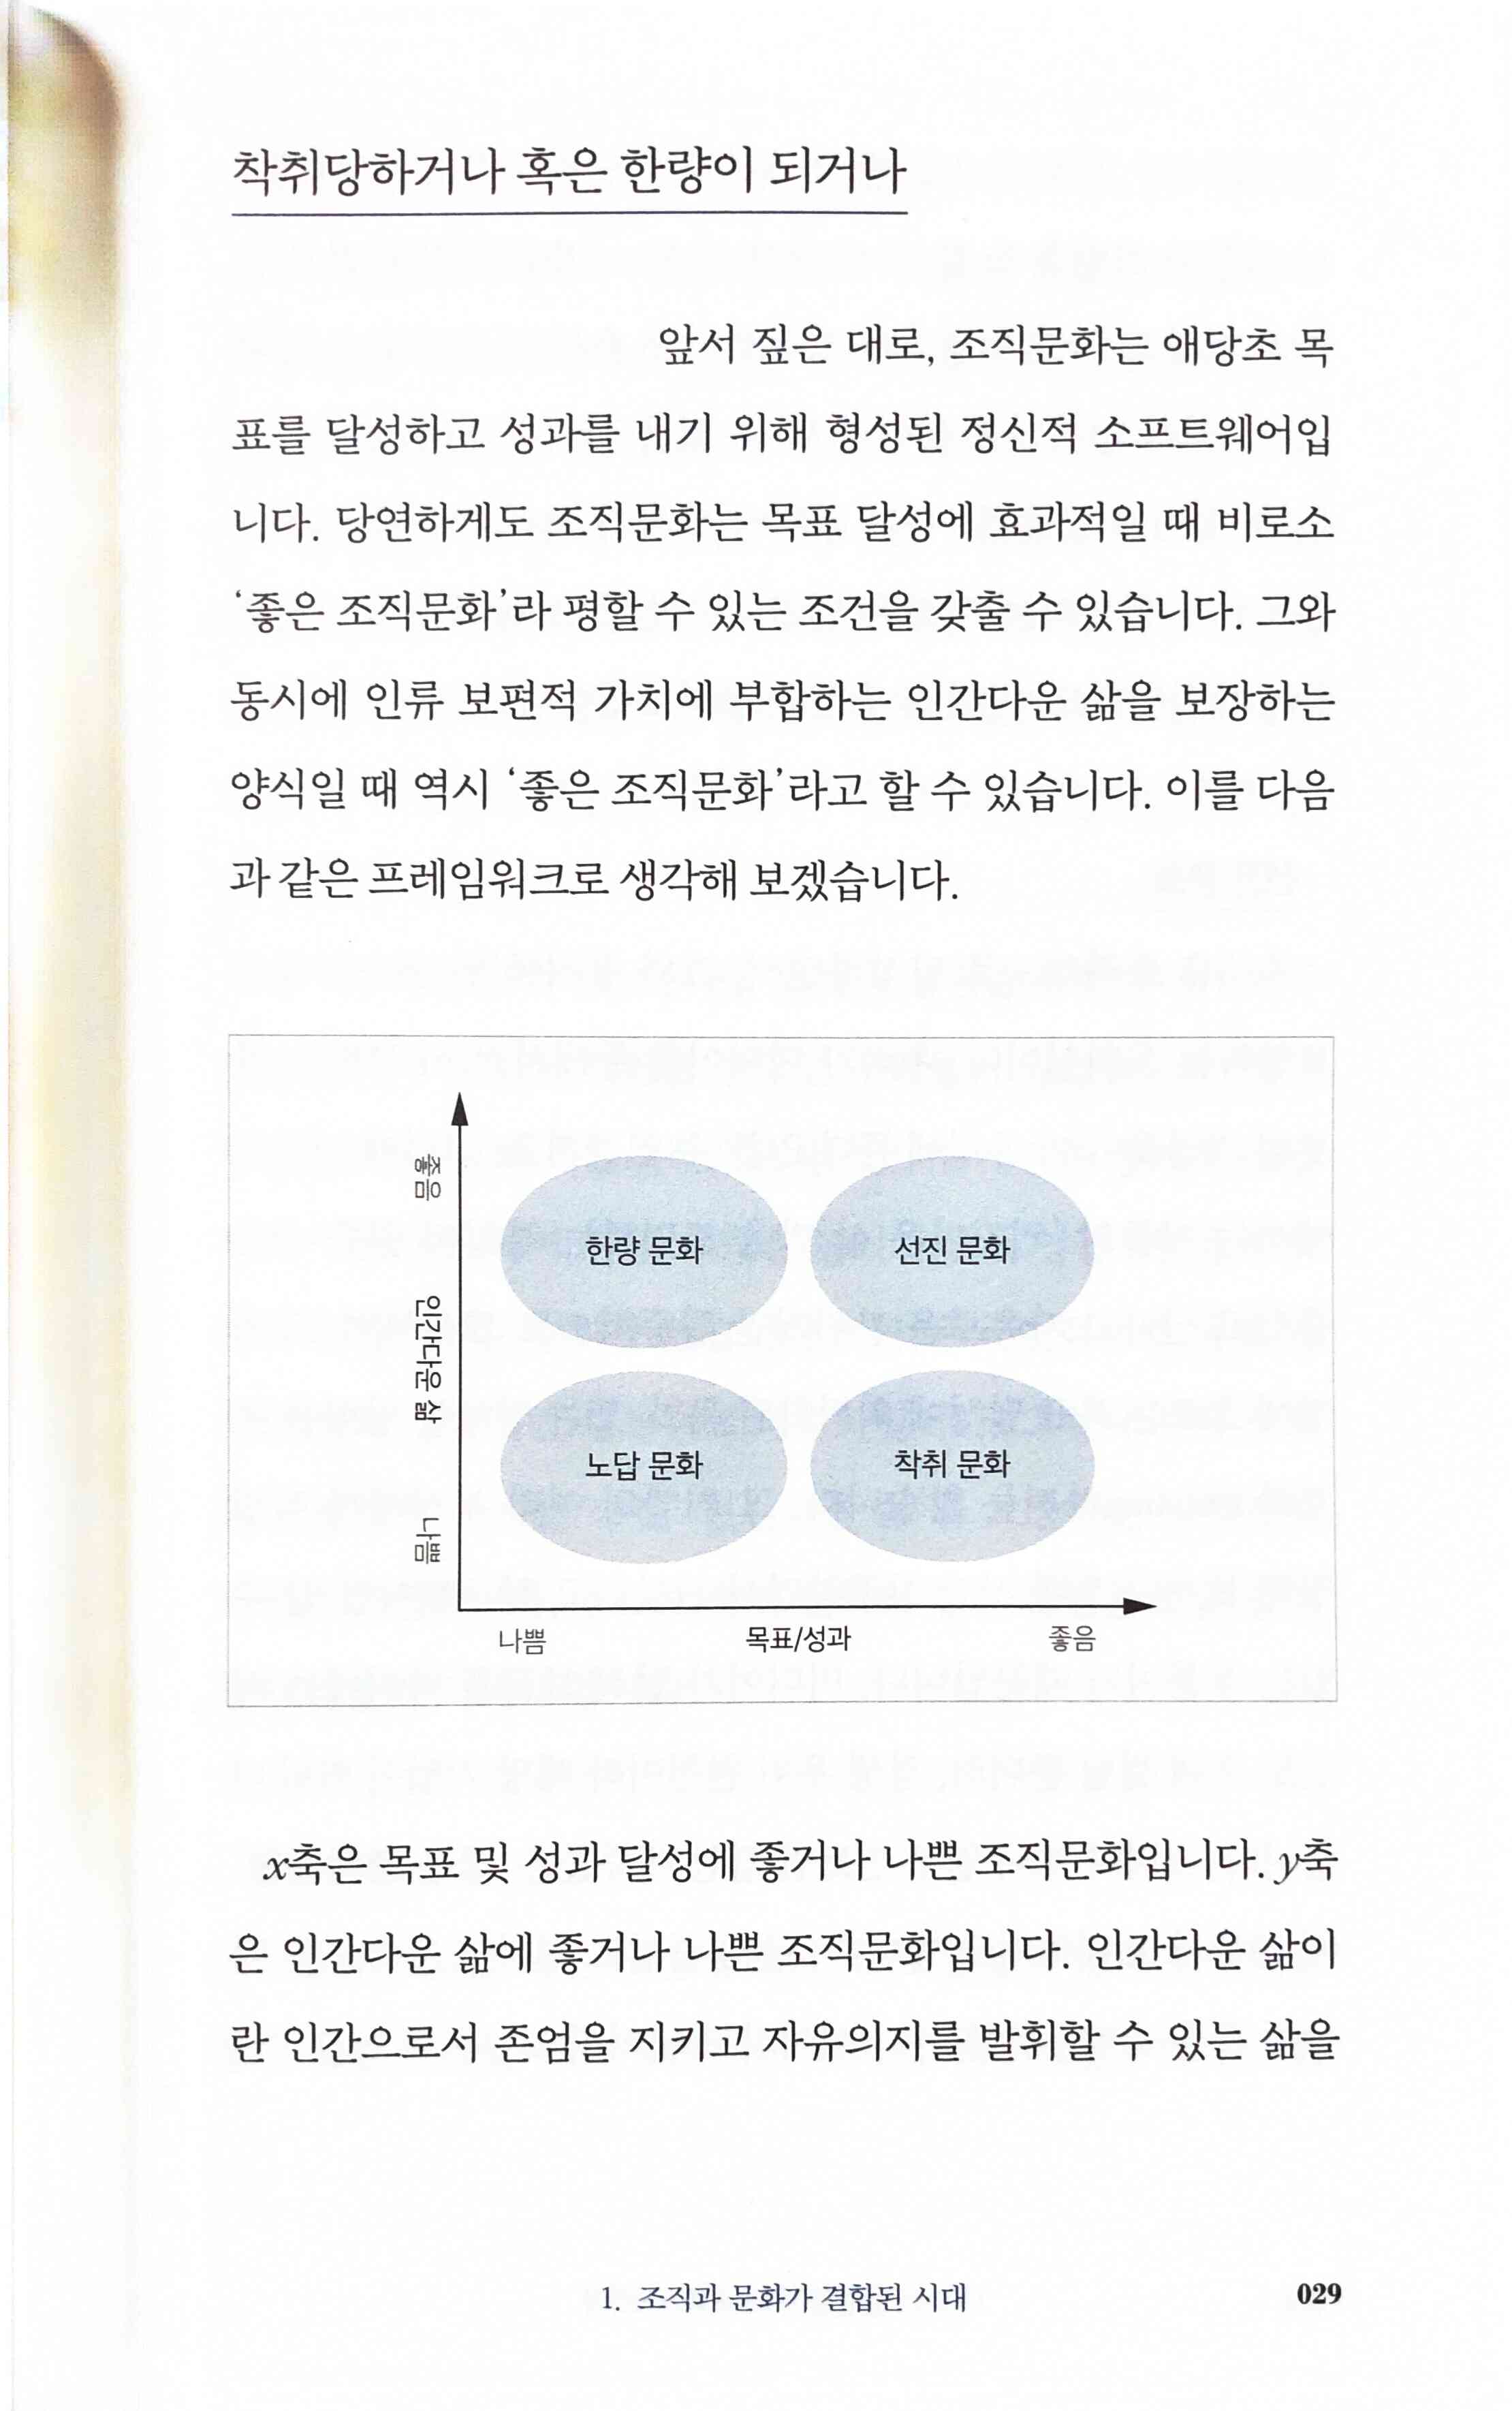 착취당하거나 혹은 한량이 되거나
앞서 짚은 대로, 조직문화는 애당초 목
표를 달성하고 성과를 내기 위해 형성된 정신적 소프트웨어입
니다. 당연하게도 조직문화는 목표 달성에 효과적일 때 비로소
‘좋은 조직문화’라 평할 수 있는 조건을 갖출 수 있습니다. 그와
동시에 인류 보편적 가치에 부합하는 인간다운 삶을 보장하는
양식일 때 역시 ‘좋은 조직문화’라고 할 수 있습니다. 이를 다음
과 같은 프레임워크로 생각해 보겠습니다.
좋음
인간다운 삶
나쁨
한량 문화
선진 문화
노답 문화
착취 문화
나쁨
목표/성과
좋음
x축은 목표 및 성과 달성에 좋거나 나쁜 조직문화입니다. y축
은 인간다운 삶에 좋거나 나쁜 조직문화입니다. 인간다운 삶이
란 인간으로서 존엄을 지키고 자유의지를 발휘할 수 있는 삶을
1. 조직과 문화가 결합된 시대
029